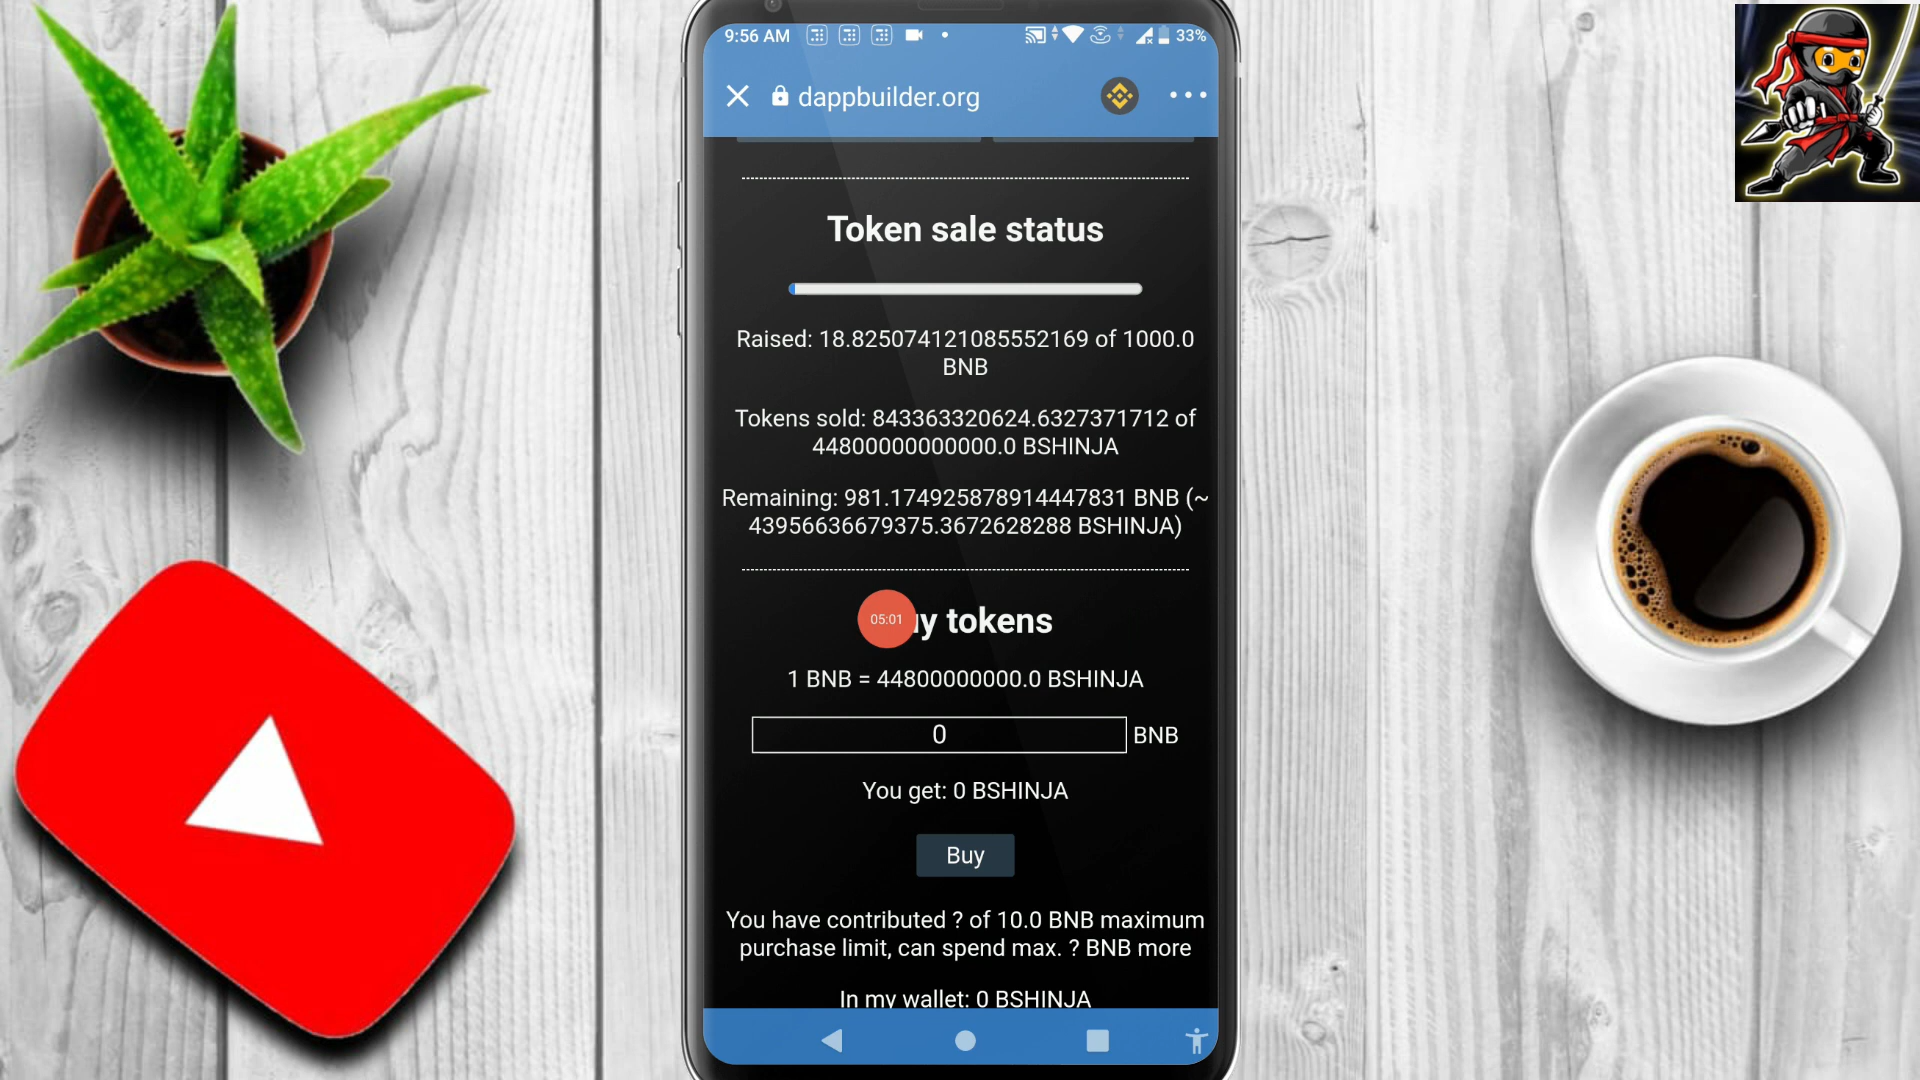 9:56 AM
33%
dappbuilder.org
Token sale status
Raised: 18.825074121085552169 of 1000.0
BNB
Tokens sold: 843363320624.6327371712 of
44800000000000.0 BSHINJA
Remaining: 981.174925878914447831 BNB (~
43956636679375.3672628288 BSHINJA)
05:01
y tokens
1 BNB = 44800000000.0 BSHINJA
0 BNB
You get: 0 BSHINJA
Buy
You have contributed ? of 10.0 BNB maximum
purchase limit, can spend max. ? BNB more
In my wallet: 0 BSHINJA